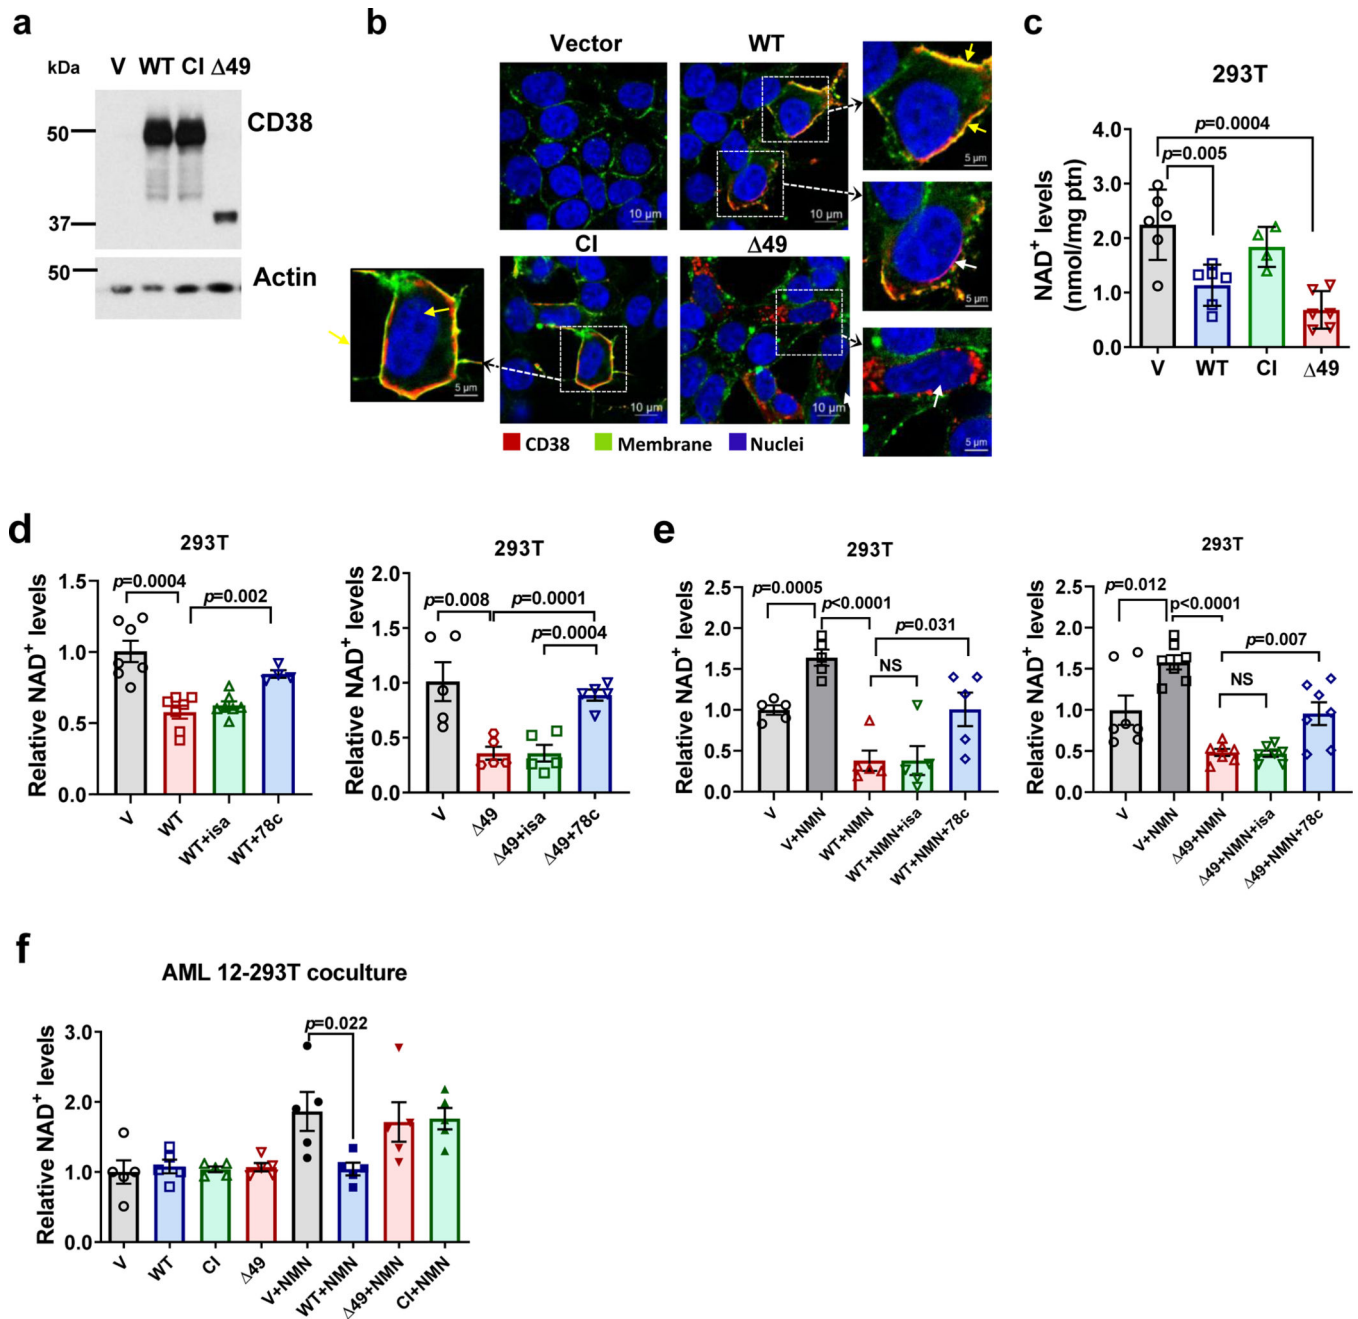 a
kDa
V WT CI Δ49
50
CD38
37
50
Actin
b
Vector
WT
10 µm
10 µm
5 µm
5 µm
CI
Δ49
5 µm
10 µm
10 µm
5 µm
CD38 Membrane Nuclei
c
293T
NAD⁺ levels
(nmol/mg ptn)
p=0.0004
p=0.005
4.0
3.0
2.0
1.0
0.0
V WT CI Δ49
d
293T
Relative NAD⁺ levels
p=0.0004
p=0.002
1.5
1.0
0.5
0.0
V
WT
WT+isa
WT+78c
293T
Relative NAD⁺ levels
p=0.008
p=0.0001
p=0.0004
2.0
1.5
1.0
0.5
0.0
V
Δ49
Δ49+isa
Δ49+78c
e
293T
Relative NAD⁺ levels
p=0.0005
p<0.0001
p=0.031
NS
2.5
2.0
1.5
1.0
0.5
0.0
V
V+NMN
WT+NMN
WT+NMN+isa
WT+NMN+78c
293T
Relative NAD⁺ levels
p=0.012
p<0.0001
p=0.007
NS
2.5
2.0
1.5
1.0
0.5
0.0
V
V+NMN
Δ49+NMN
Δ49+NMN+isa
Δ49+NMN+78c
f
AML 12-293T coculture
Relative NAD⁺ levels
p=0.022
3.0
2.0
1.0
0.0
V
WT
CI
Δ49
V+NMN
WT+NMN
Δ49+NMN
CI+NMN